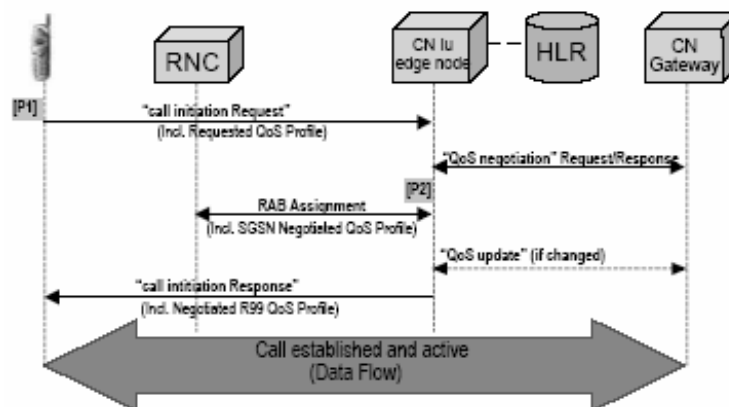 RNC
CN Iu
edge node
HLR
CN
Gateway
[P1]
"call initiation Request"
(Incl. Requested QoS Profile)
"QoS negotiation" Request/Response
[P2]
RAB Assignment
(Incl. SGSN Negotiated QoS Profile)
"QoS update" (if changed)
"call intitiation Response"
(Incl. Negotiated R99 QoS Profile)
Call established and active
(Data Flow)